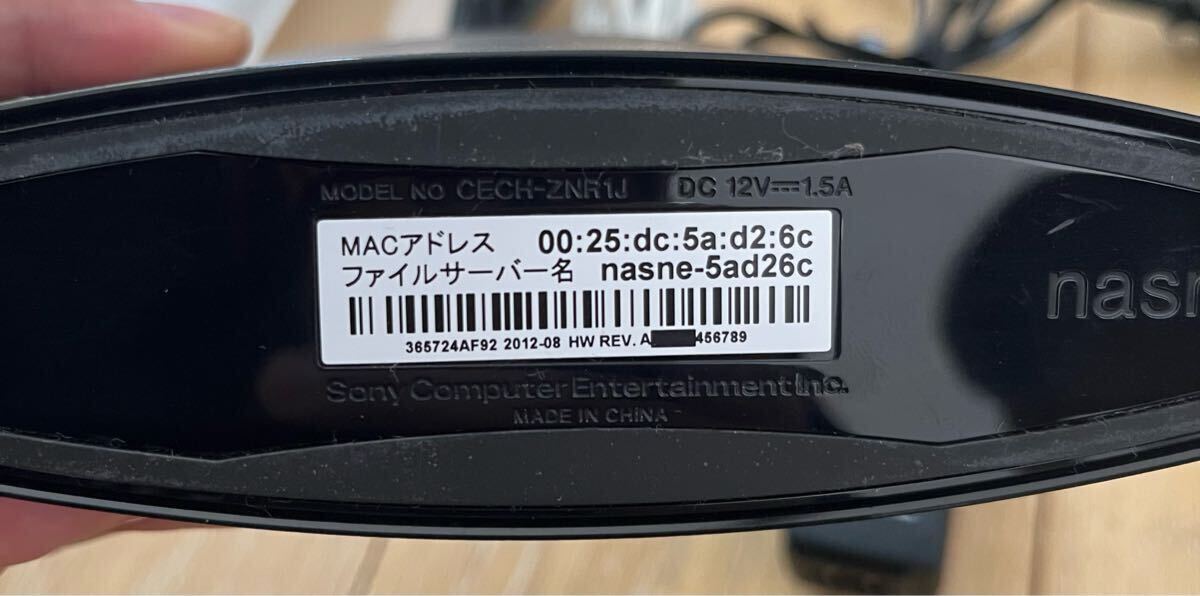 MODEL NO CECH-ZNR1J DC 12V⎓1.5A
MACアドレス 00:25:dc:5a:d2:6c
ファイルサーバー名 nasne-5ad26c
365724AF92 2012-08 HW REV. A 456789
nasn
Sony Computer Entertainment Inc.
MADE IN CHINA